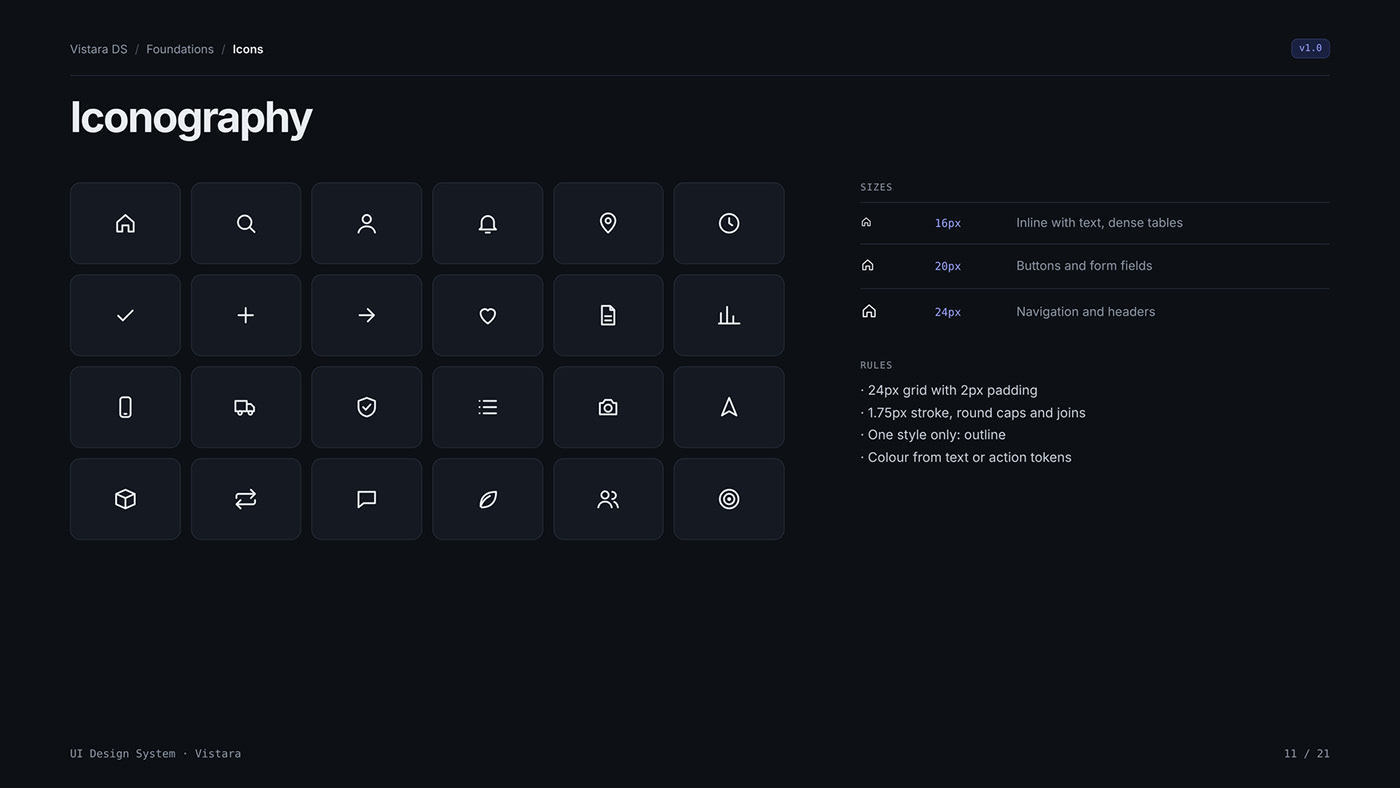 Vistara DS / Foundations / Icons
v1.0
Iconography
SIZES
16px Inline with text, dense tables
20px Buttons and form fields
24px Navigation and headers
RULES
· 24px grid with 2px padding
· 1.75px stroke, round caps and joins
· One style only: outline
· Colour from text or action tokens
UI Design System · Vistara
11 / 21